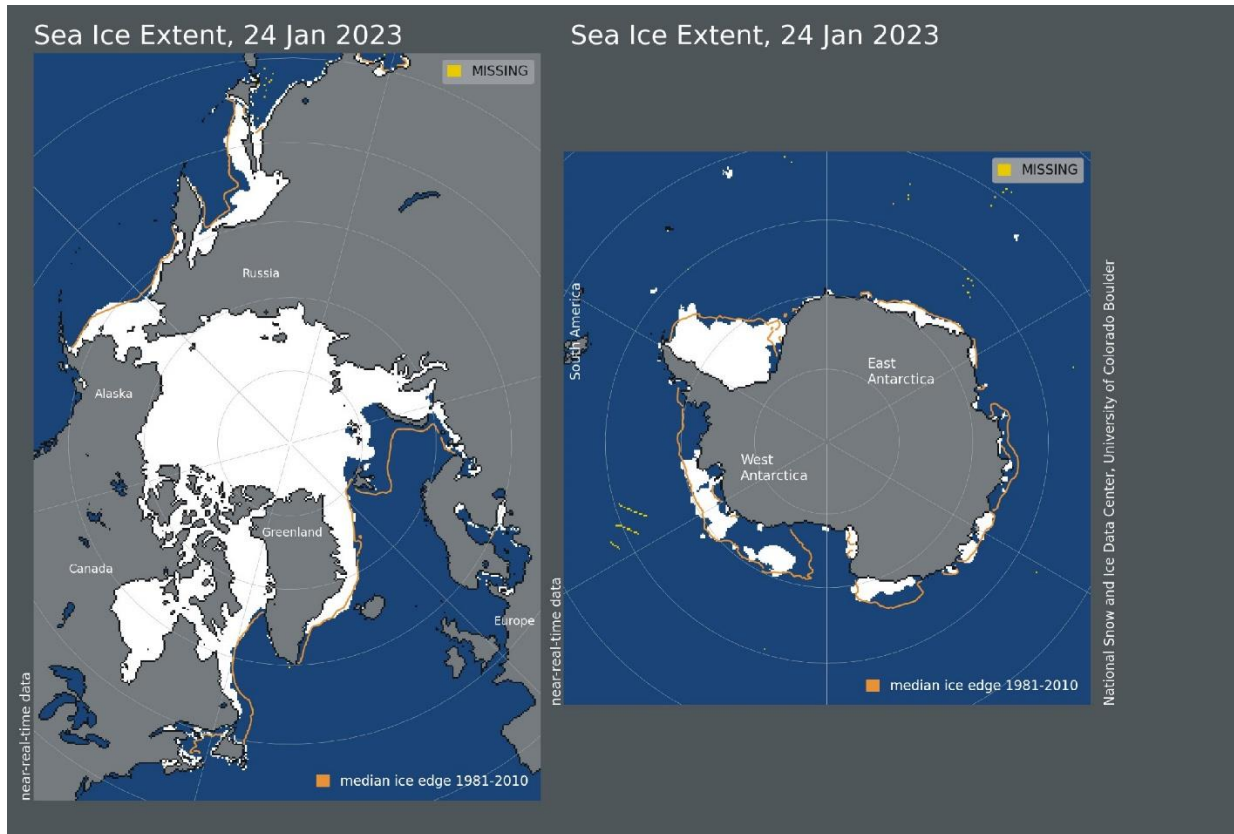 Sea Ice Extent, 24 Jan 2023
MISSING
Russia
Alaska
Greenland
Canada
Europe
near-real-time data
median ice edge 1981-2010
Sea Ice Extent, 24 Jan 2023
MISSING
South America
East
Antarctica
West
Antarctica
near-real-time data
median ice edge 1981-2010
National Snow and Ice Data Center, University of Colorado Boulder